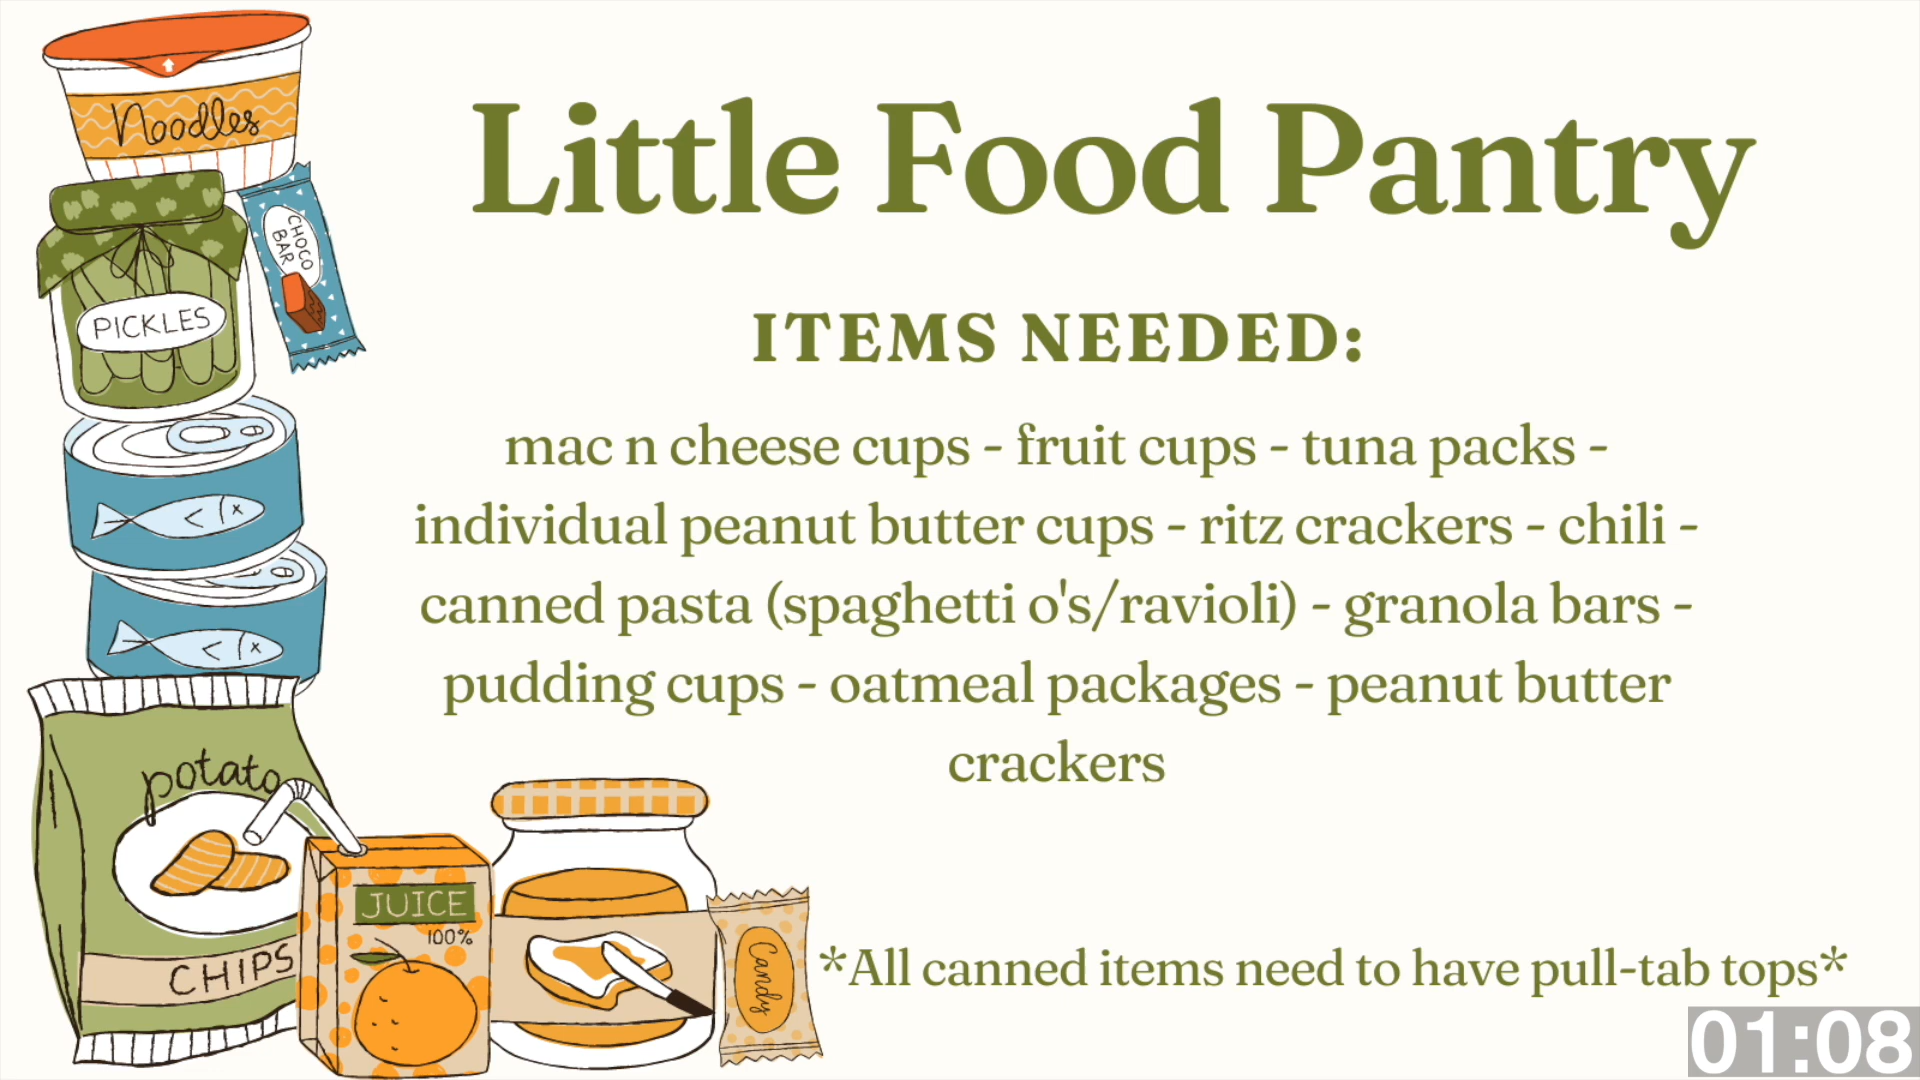 Noodles
CHOCO
BAR
PICKLES
potato
CHIPS
JUICE
100%
Candy
Little Food Pantry
ITEMS NEEDED:
mac n cheese cups - fruit cups - tuna packs -
individual peanut butter cups - ritz crackers - chili -
canned pasta (spaghetti o's/ravioli) - granola bars -
pudding cups - oatmeal packages - peanut butter
crackers
*All canned items need to have pull-tab tops*
01:08